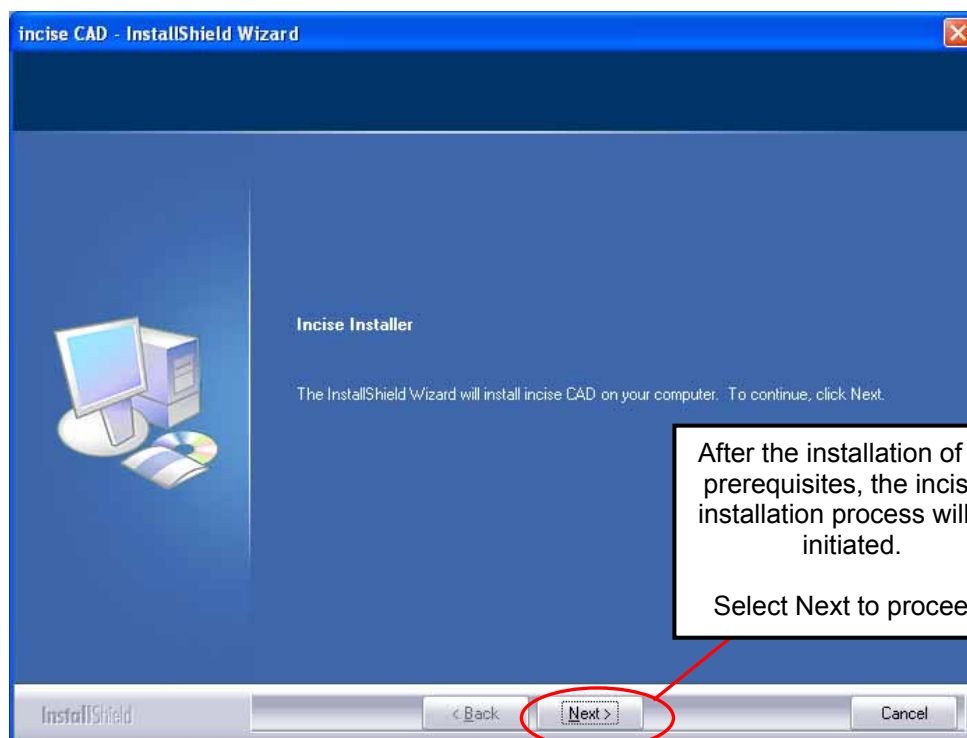 incise CAD - InstallShield Wizard
Incise Installer
The InstallShield Wizard will install incise CAD on your computer. To continue, click Next.
After the installation of
prerequisites, the incis
installation process will
initiated.
Select Next to procee
InstallShield
< Back
Next >
Cancel